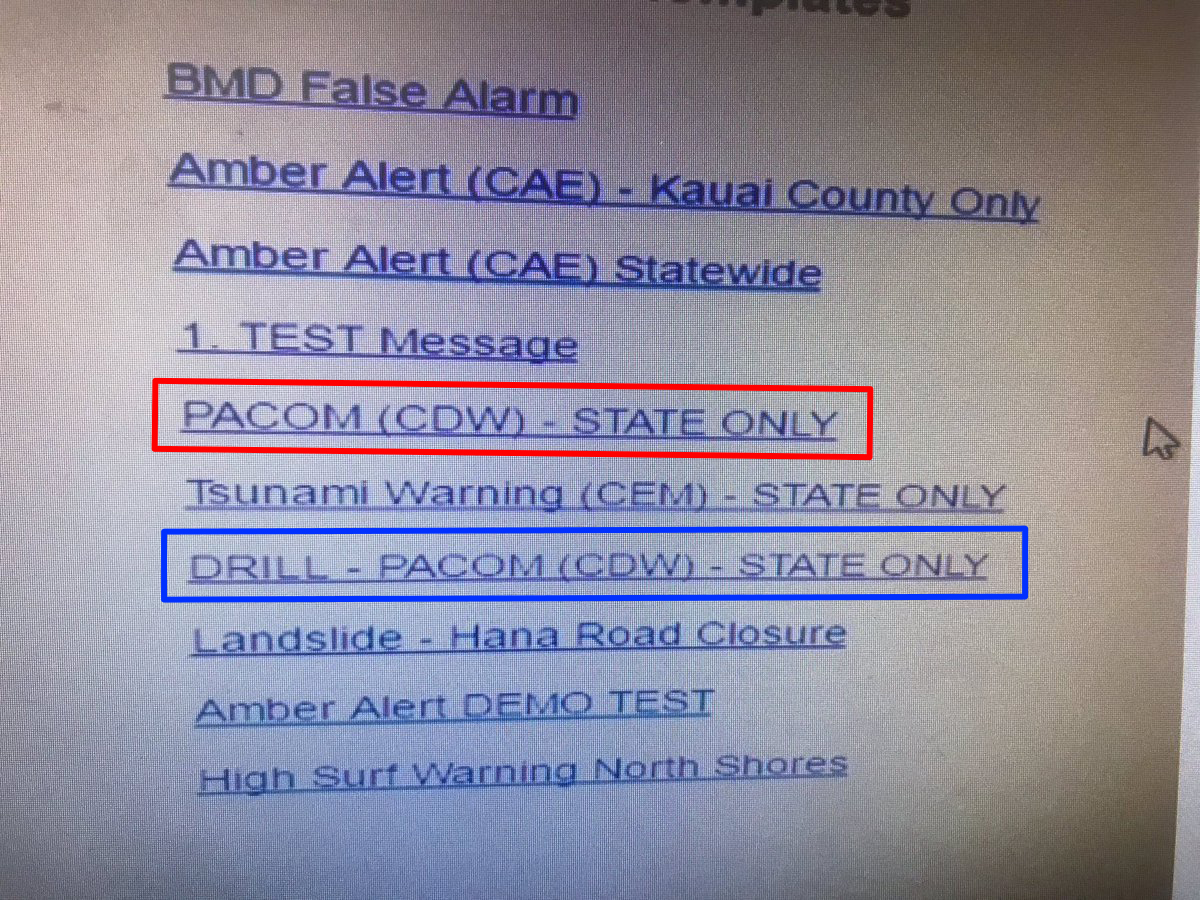 BMD False Alarm
Amber Alert (CAE) - Kauai County Only
Amber Alert (CAE) Statewide
1. TEST Message
PACOM (CDW) - STATE ONLY
Tsunami Warning (CEM) - STATE ONLY
DRILL - PACOM (CDW) - STATE ONLY
Landslide - Hana Road Closure
Amber Alert DEMO TEST
High Surf Warning North Shores